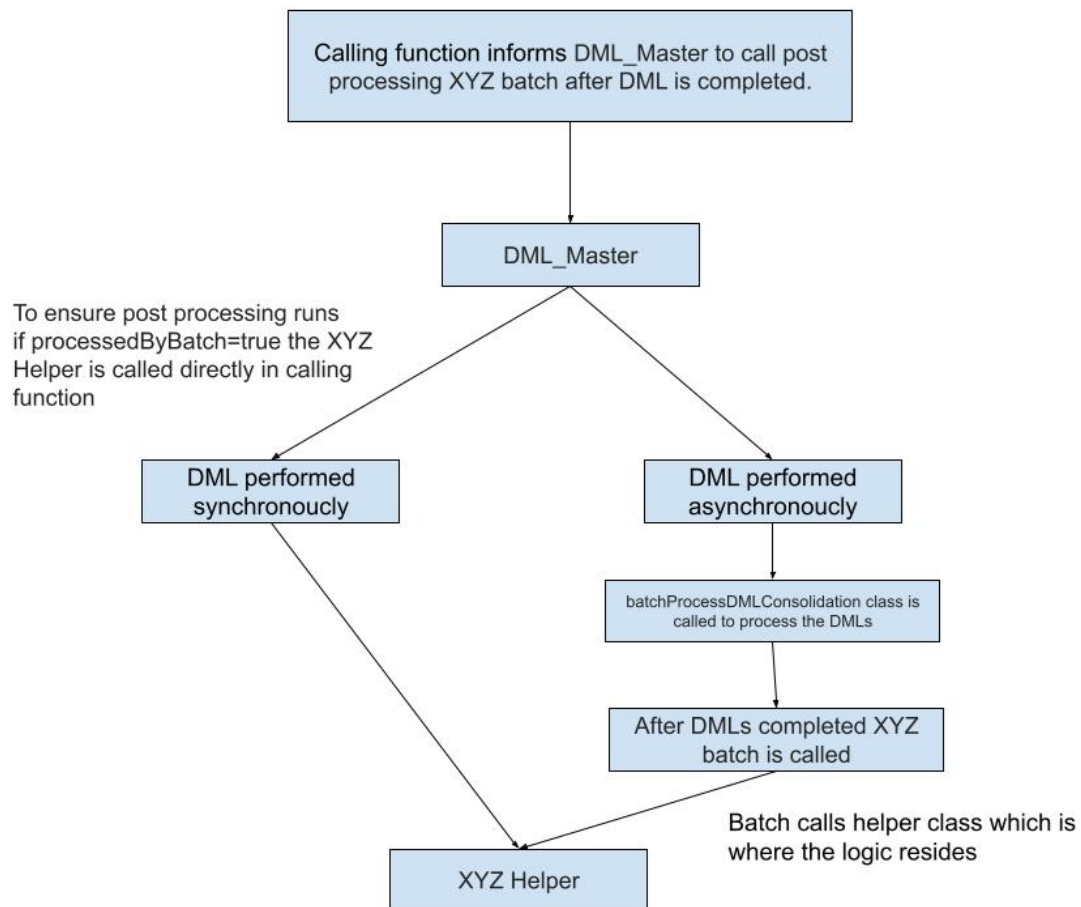 Calling function informs DML_Master to call post
processing XYZ batch after DML is completed.
DML_Master
To ensure post processing runs
if processedByBatch=true the XYZ
Helper is called directly in calling
function
DML performed
synchronoucly
DML performed
asynchronoucly
batchProcessDMLConsolidation class is
called to process the DMLs
After DMLs completed XYZ
batch is called
Batch calls helper class which is
where the logic resides
XYZ Helper